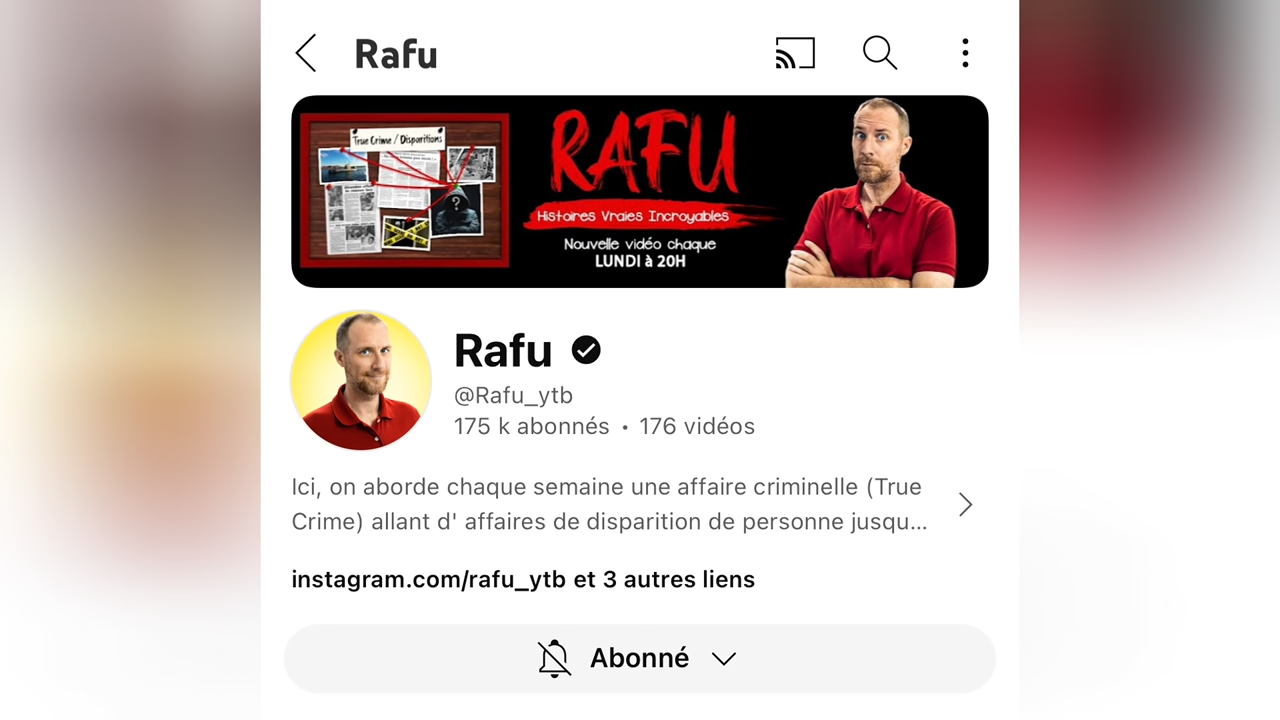 Rafu
True Crime / Disparitions
RAFU
Histoires Vraies Incroyables
Nouvelle vidéo chaque
LUNDI à 20H
?
Rafu
@Rafu_ytb
175 k abonnés • 176 vidéos
Ici, on aborde chaque semaine une affaire criminelle (True
Crime) allant d' affaires de disparition de personne jusqu...
instagram.com/rafu_ytb et 3 autres liens
Abonné